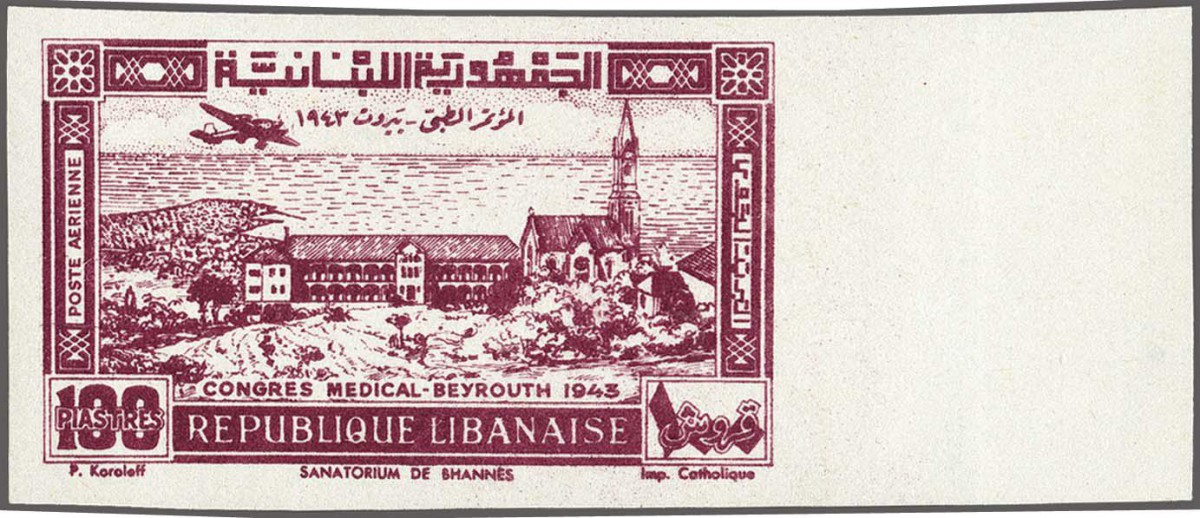 الجمهورية اللبنانية
المؤتمر الطبي - بيروت ١٩٤٣
POSTE AERIENNE
CONGRES MEDICAL-BEYROUTH 1943
100
PIASTRES
REPUBLIQUE LIBANAISE
قروش
P. Koroleff
SANATORIUM DE BHANNÈS
Imp. Catholique